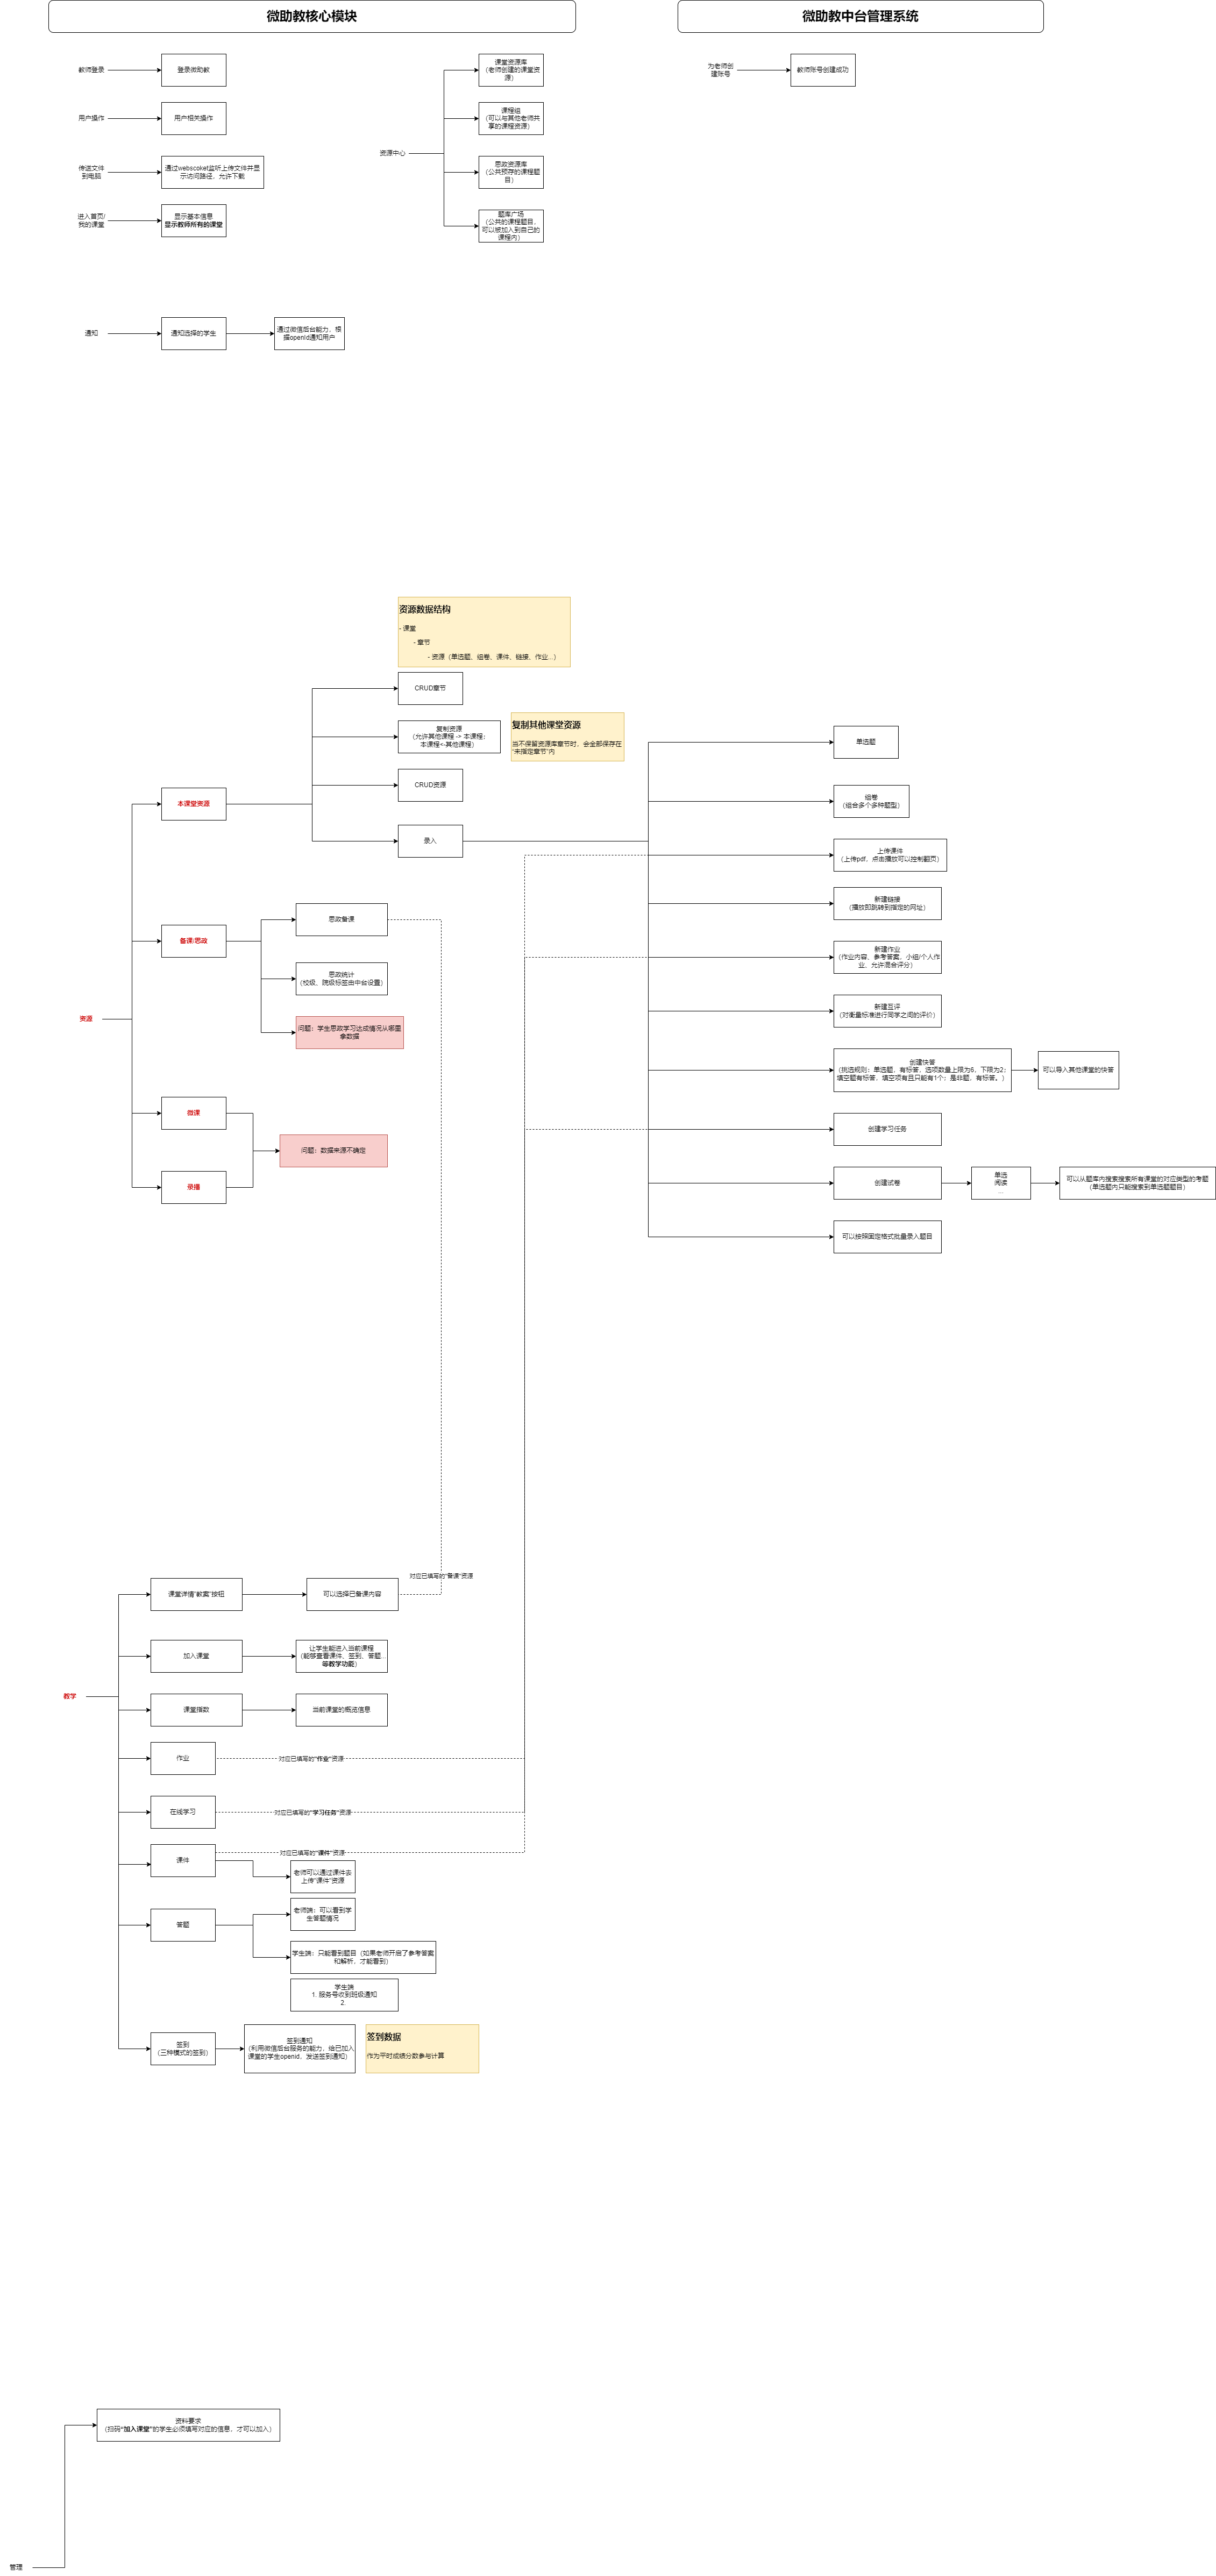 微助教核心模块
微助教中台管理系统
教师登录
登录微助教
用户操作
用户相关操作
传送文件
到电脑
通过webscoket监听上传文件并显
示访问路径，允许下载
进入首页/
我的课堂
显示基本信息
显示教师所有的课堂
资源中心
课堂资源库
（老师创建的课堂资
源）
课程组
（可以与其他老师共
享的课程资源）
思政资源库
（公共预存的课程题
目）
题库广场
（公共的课程题目，
可以被加入到自己的
课程内）
为老师创
建账号
教师账号创建成功
通知
通知选择的学生
通过微信后台能力，根
据openId通知用户
资源数据结构
- 课堂
- 章节
- 资源（单选题、组卷、课件、链接、作业...）
CRUD章节
复制资源
（允许其他课程 -> 本课程；
本课程<-其他课程）
复制其他课堂资源
当不保留资源库章节时，会全部保存在
"未指定章节"内
CRUD资源
录入
本课堂资源
备课/思政
思政备课
思政统计
（校级、院级标签由中台设置）
问题：学生思政学习达成情况从哪里
拿数据
资源
微课
录播
问题：数据来源不确定
单选题
组卷
（组合多个多种题型）
上传课件
（上传pdf，点击播放可以控制翻页）
新建链接
（播放即跳转到指定的网址）
新建作业
（作业内容、参考答案，小组/个人作
业，允许混合评分）
新建互评
（对衡量标准进行同学之间的评价）
创建快答
（挑选规则：单选题，有标答，选项数量上限为6，下限为2；
填空题有标答，填空项有且只能有1个；是非题，有标答。）
可以导入其他课堂的快答
创建学习任务
创建试卷
单选
阅读
...
可以从题库内搜索搜索所有课堂的对应类型的考题
（单选题内只能搜索到单选题题目）
可以按照固定格式批量录入题目
教学
课堂详情"教案"按钮
可以选择已备课内容
对应已填写的"备课"资源
加入课堂
让学生能进入当前课程
（能够查看课件、签到、答题...
等教学功能）
课堂指数
当前课堂的概览信息
作业
对应已填写的"作业"资源
在线学习
对应已填写的"学习任务"资源
课件
对应已填写的"课件"资源
老师可以通过课件去
上传"课件"资源
答题
老师端：可以看到学
生答题情况
学生端：只能看到题目（如果老师开启了参考答案
和解析，才能看到）
学生端
1. 服务号收到班级通知
2.
签到
（三种模式的签到）
签到通知
（利用微信后台服务的能力，给已加入
课堂的学生openid，发送签到通知）
签到数据
作为平时成绩分数参与计算
资料要求
（扫码"加入课堂"的学生必须填写对应的信息，才可以加入）
管理